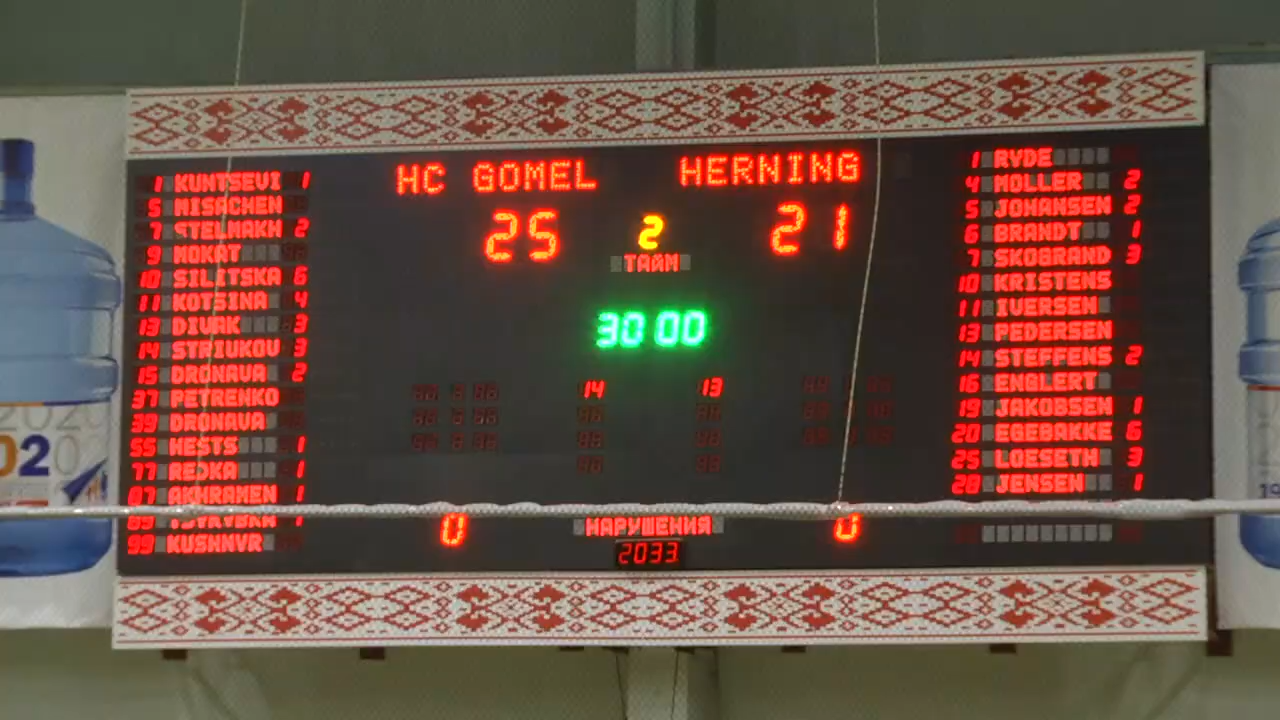 HC GOMEL HERNING
25 2 21
ТАЙМ
30 00
14 13
0 НАРУШЕНИЯ 0
2033
1 KUNTSEVI 1
5 MISACHEN
7 STELMAKH 2
9 MOKAT
10 SILITSKA 6
11 KOTSINA 4
13 DIVAK 3
14 STRIUKOV 3
15 DRONAVA 2
37 PETRENKO
39 DRONAVA
55 MESTS 1
77 REDKA 1
87 AKHRAMEN 1
99 KUSHNYR
1 RYDE
4 MOLLER 2
5 JOHANSEN 2
6 BRANDT 1
7 SKOGRAND 3
10 KRISTENS
11 IVERSEN
13 PEDERSEN
14 STEFFENS 2
16 ENGLERT
19 JAKOBSEN 1
20 EGEBAKKE 6
25 LOESETH 3
28 JENSEN 1
2020